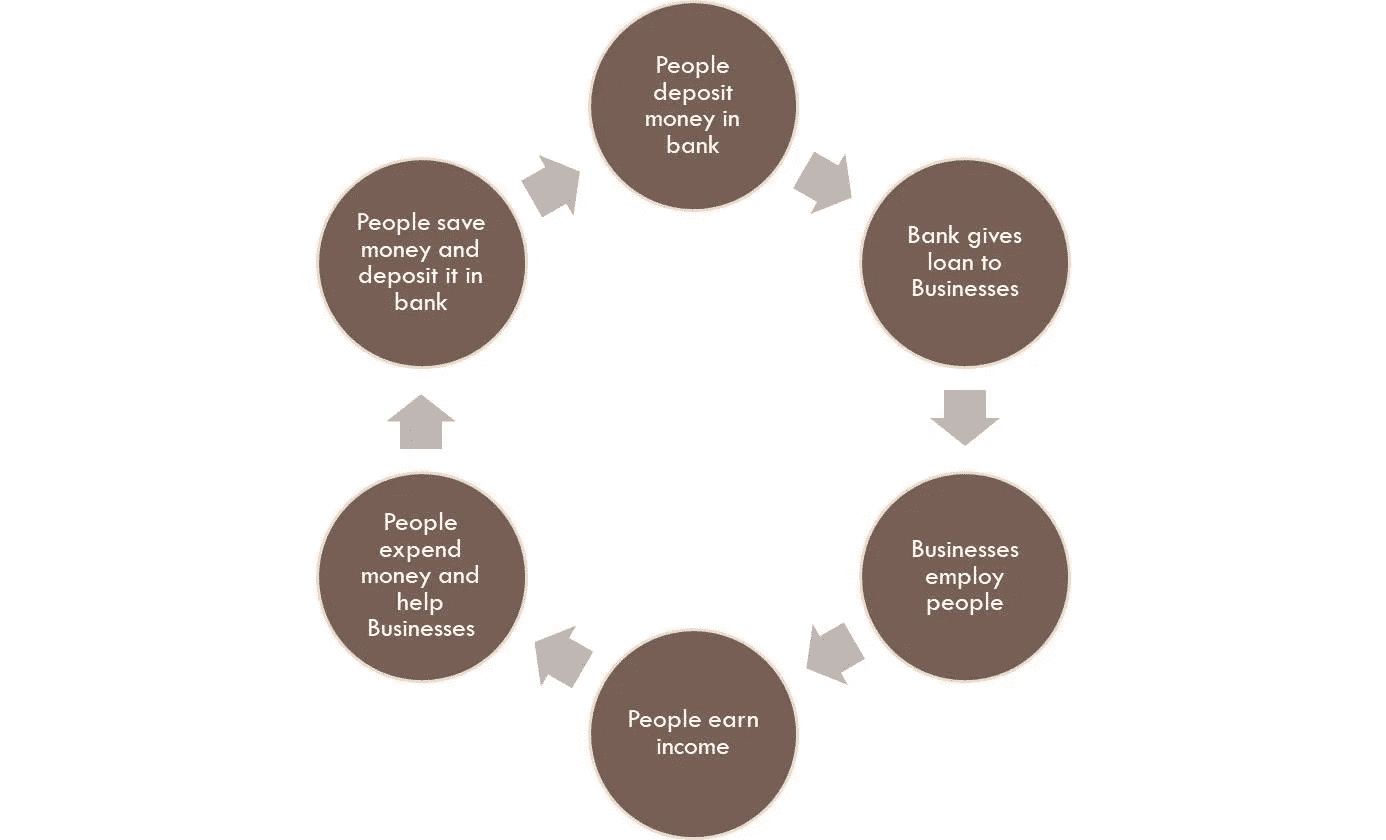 People
deposit
money in
bank
Bank gives
loan to
Businesses
Businesses
employ
people
People earn
income
People
expend
money and
help
Businesses
People save
money and
deposit it in
bank